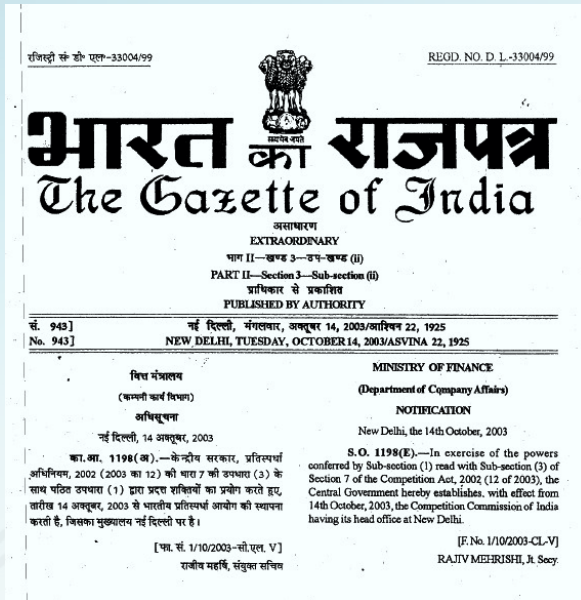 रजिस्ट्री सं॰ डी॰ एल॰-33004/99
REGD. NO. D. L.-33004/99
सत्यमेव जयते
भारत का राजपत्र
The Gazette of India
असाधारण
EXTRAORDINARY
भाग II—खण्ड 3—उप-खण्ड (ii)
PART II—Section 3—Sub-section (ii)
प्राधिकार से प्रकाशित
PUBLISHED BY AUTHORITY
सं. 943]
नई दिल्ली, मंगलवार, अक्तूबर 14, 2003/आश्विन 22, 1925
No. 943]
NEW DELHI, TUESDAY, OCTOBER 14, 2003/ASVINA 22, 1925
वित्त मंत्रालय
(कम्पनी कार्य विभाग)
अधिसूचना
नई दिल्ली, 14 अक्तूबर, 2003
का.आ. 1198(अ).—केन्द्रीय सरकार, प्रतिस्पर्धा
अधिनियम, 2002 (2003 का 12) की धारा 7 की उपधारा (3) के
साथ पठित उपधारा (1) द्वारा प्रदत्त शक्तियों का प्रयोग करते हुए,
तारीख 14 अक्तूबर, 2003 से भारतीय प्रतिस्पर्धा आयोग की स्थापना
करती है, जिसका मुख्यालय नई दिल्ली पर है।
[फा. सं. 1/10/2003-सी.एल. V]
राजीव महर्षि, संयुक्त सचिव
MINISTRY OF FINANCE
(Department of Company Affairs)
NOTIFICATION
New Delhi, the 14th October, 2003
S.O. 1198(E).—In exercise of the powers
conferred by Sub-section (1) read with Sub-section (3) of
Section 7 of the Competition Act, 2002 (12 of 2003), the
Central Government hereby establishes, with effect from
14th October, 2003, the Competition Commission of India
having its head office at New Delhi.
[F. No. 1/10/2003-CL-V]
RAJIV MEHRISHI, Jt. Secy.